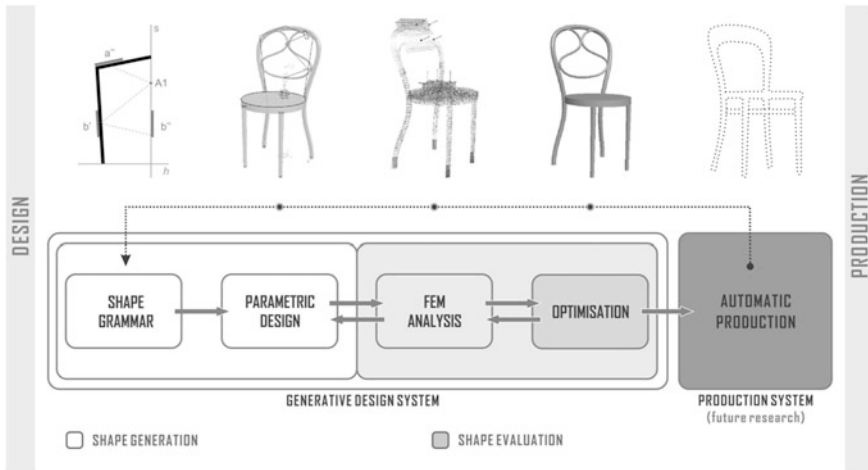 DESIGN
s
a''
A1
b'
b''
h
SHAPE
GRAMMAR
PARAMETRIC
DESIGN
FEM
ANALYSIS
OPTIMISATION
AUTOMATIC
PRODUCTION
GENERATIVE DESIGN SYSTEM
PRODUCTION SYSTEM
(future research)
SHAPE GENERATION
SHAPE EVALUATION
PRODUCTION